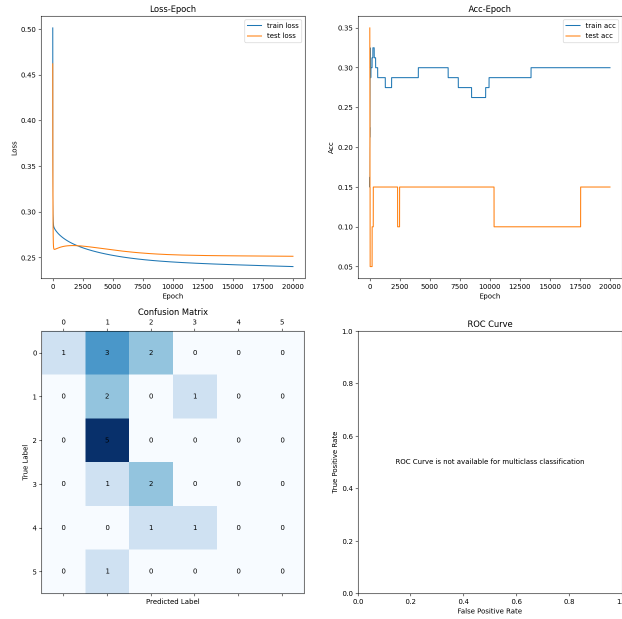 Loss-Epoch
0.50
0.45
0.40
0.35
0.30
0.25
Loss
train loss
test loss
0 2500 5000 7500 10000 12500 15000 17500 20000
Epoch
Acc-Epoch
0.35
0.30
0.25
0.20
0.15
0.10
0.05
Acc
train acc
test acc
0 2500 5000 7500 10000 12500 15000 17500 20000
Epoch
Confusion Matrix
0 1 2 3 4 5
0 1 3 2 0 0 0
1 0 2 0 1 0 0
2 0 5 0 0 0 0
3 0 1 2 0 0 0
4 0 0 1 1 0 0
5 0 1 0 0 0 0
True Label
Predicted Label
ROC Curve
1.0
0.8
0.6
0.4
0.2
0.0
True Positive Rate
ROC Curve is not available for multiclass classification
0.0 0.2 0.4 0.6 0.8
False Positive Rate